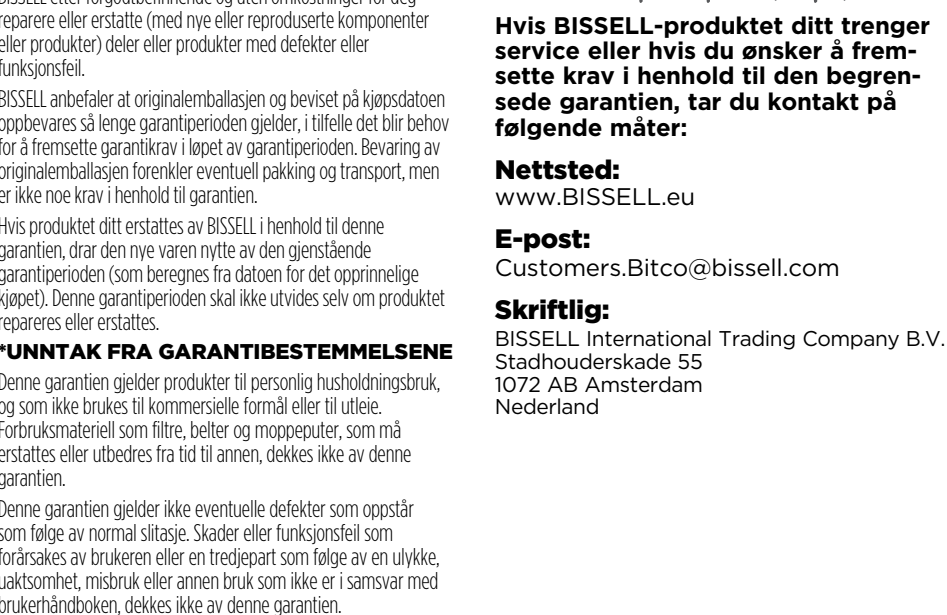 reparere eller erstatte (med nye eller reproduserte komponenter
eller produkter) deler eller produkter med defekter eller
funksjonsfeil.
BISSELL anbefaler at originalemballasjen og beviset på kjøpsdatoen
oppbevares så lenge garantiperioden gjelder, i tilfelle det blir behov
for å fremsette garantikrav i løpet av garantiperioden. Bevaring av
originalemballasjen forenkler eventuell pakking og transport, men
er ikke noe krav i henhold til garantien.
Hvis produktet ditt erstattes av BISSELL i henhold til denne
garantien, drar den nye varen nytte av den gjenstående
garantiperioden (som beregnes fra datoen for det opprinnelige
kjøpet). Denne garantiperioden skal ikke utvides selv om produktet
repareres eller erstattes.
*UNNTAK FRA GARANTIBESTEMMELSENE
Denne garantien gjelder produkter til personlig husholdningsbruk,
og som ikke brukes til kommersielle formål eller til utleie.
Forbruksmateriell som filtre, belter og moppeputer, som må
erstattes eller utbedres fra tid til annen, dekkes ikke av denne
garantien.
Denne garantien gjelder ikke eventuelle defekter som oppstår
som følge av normal slitasje. Skader eller funksjonsfeil som
forårsakes av brukeren eller en tredjepart som følge av en ulykke,
uaktsomhet, misbruk eller annen bruk som ikke er i samsvar med
brukerhåndboken, dekkes ikke av denne garantien.
Hvis BISSELL-produktet ditt trenger
service eller hvis du ønsker å frem-
sette krav i henhold til den begren-
sede garantien, tar du kontakt på
følgende måter:
Nettsted:
www.BISSELL.eu
E-post:
Customers.Bitco@bissell.com
Skriftlig:
BISSELL International Trading Company B.V.
Stadhouderskade 55
1072 AB Amsterdam
Nederland